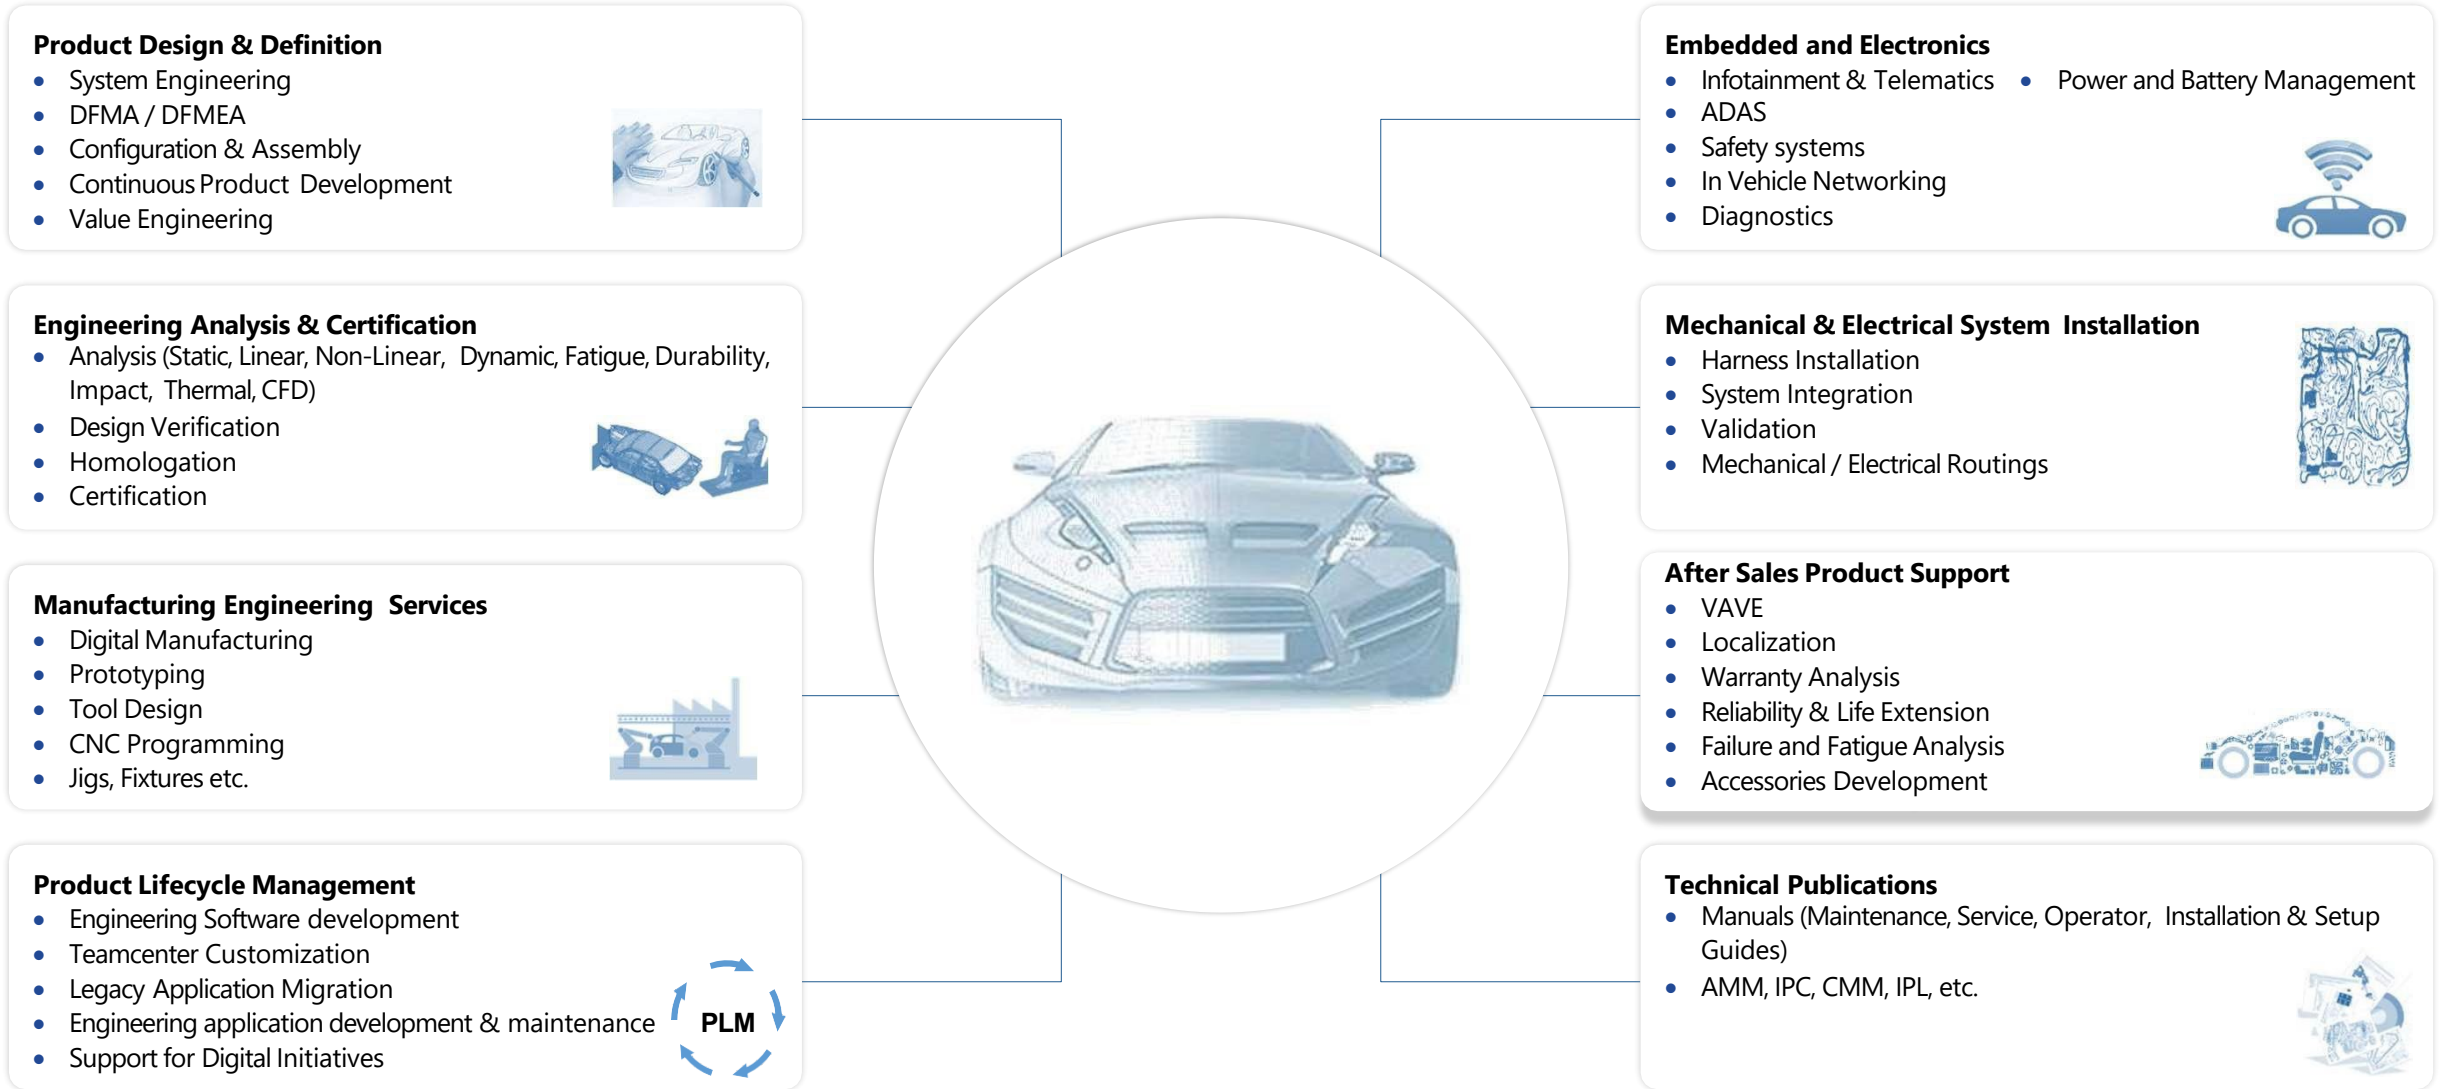 Product Design & Definition
• System Engineering
• DFMA / DFMEA
• Configuration & Assembly
• Continuous Product Development
• Value Engineering
Engineering Analysis & Certification
• Analysis (Static, Linear, Non-Linear, Dynamic, Fatigue, Durability,
Impact, Thermal, CFD)
• Design Verification
• Homologation
• Certification
Manufacturing Engineering Services
• Digital Manufacturing
• Prototyping
• Tool Design
• CNC Programming
• Jigs, Fixtures etc.
Product Lifecycle Management
• Engineering Software development
• Teamcenter Customization
• Legacy Application Migration
• Engineering application development & maintenance
• Support for Digital Initiatives
PLM
Embedded and Electronics
• Infotainment & Telematics • Power and Battery Management
• ADAS
• Safety systems
• In Vehicle Networking
• Diagnostics
Mechanical & Electrical System Installation
• Harness Installation
• System Integration
• Validation
• Mechanical / Electrical Routings
After Sales Product Support
• VAVE
• Localization
• Warranty Analysis
• Reliability & Life Extension
• Failure and Fatigue Analysis
• Accessories Development
Technical Publications
• Manuals (Maintenance, Service, Operator, Installation & Setup
Guides)
• AMM, IPC, CMM, IPL, etc.